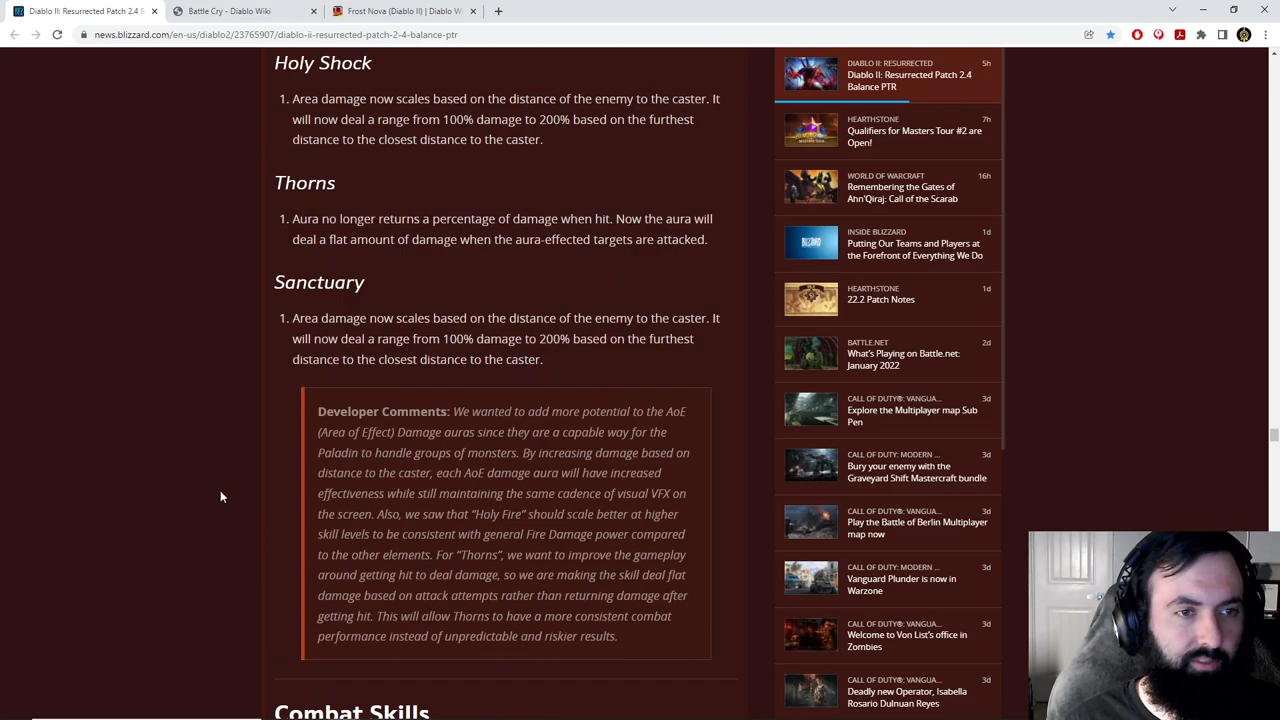 Diablo II: Resurrected Patch 2.4 B
Battle Cry - Diablo Wiki
Frost Nova (Diablo II) | Diablo W
news.blizzard.com/en-us/diablo2/23765907/diablo-ii-resurrected-patch-2-4-balance-ptr
Holy Shock
1. Area damage now scales based on the distance of the enemy to the caster. It
will now deal a range from 100% damage to 200% based on the furthest
distance to the closest distance to the caster.
Thorns
1. Aura no longer returns a percentage of damage when hit. Now the aura will
deal a flat amount of damage when the aura-effected targets are attacked.
Sanctuary
1. Area damage now scales based on the distance of the enemy to the caster. It
will now deal a range from 100% damage to 200% based on the furthest
distance to the closest distance to the caster.
Developer Comments: We wanted to add more potential to the AoE
(Area of Effect) Damage auras since they are a capable way for the
Paladin to handle groups of monsters. By increasing damage based on
distance to the caster, each AoE damage aura will have increased
effectiveness while still maintaining the same cadence of visual VFX on
the screen. Also, we saw that “Holy Fire” should scale better at higher
skill levels to be consistent with general Fire Damage power compared
to the other elements. For “Thorns”, we want to improve the gameplay
around getting hit to deal damage, so we are making the skill deal flat
damage based on attack attempts rather than returning damage after
getting hit. This will allow Thorns to have a more consistent combat
performance instead of unpredictable and riskier results.
Combat Skills
DIABLO II: RESURRECTED 5h
Diablo II: Resurrected Patch 2.4
Balance PTR
HEARTHSTONE 7h
Qualifiers for Masters Tour #2 are
Open!
WORLD OF WARCRAFT 16h
Remembering the Gates of
Ahn'Qiraj: Call of the Scarab
INSIDE BLIZZARD 1d
Putting Our Teams and Players at
the Forefront of Everything We Do
HEARTHSTONE 1d
22.2 Patch Notes
BATTLE.NET 2d
What's Playing on Battle.net:
January 2022
CALL OF DUTY®: VANGUA... 3d
Explore the Multiplayer map Sub
Pen
CALL OF DUTY: MODERN ... 3d
Bury your enemy with the
Graveyard Shift Mastercraft bundle
CALL OF DUTY®: VANGUA... 3d
Play the Battle of Berlin Multiplayer
map now
CALL OF DUTY: MODERN ... 3d
Vanguard Plunder is now in
Warzone
CALL OF DUTY®: VANGUA... 3d
Welcome to Von List's office in
Zombies
CALL OF DUTY®: VANGUA... 3d
Deadly new Operator, Isabella
Rosario Dulnuan Reyes